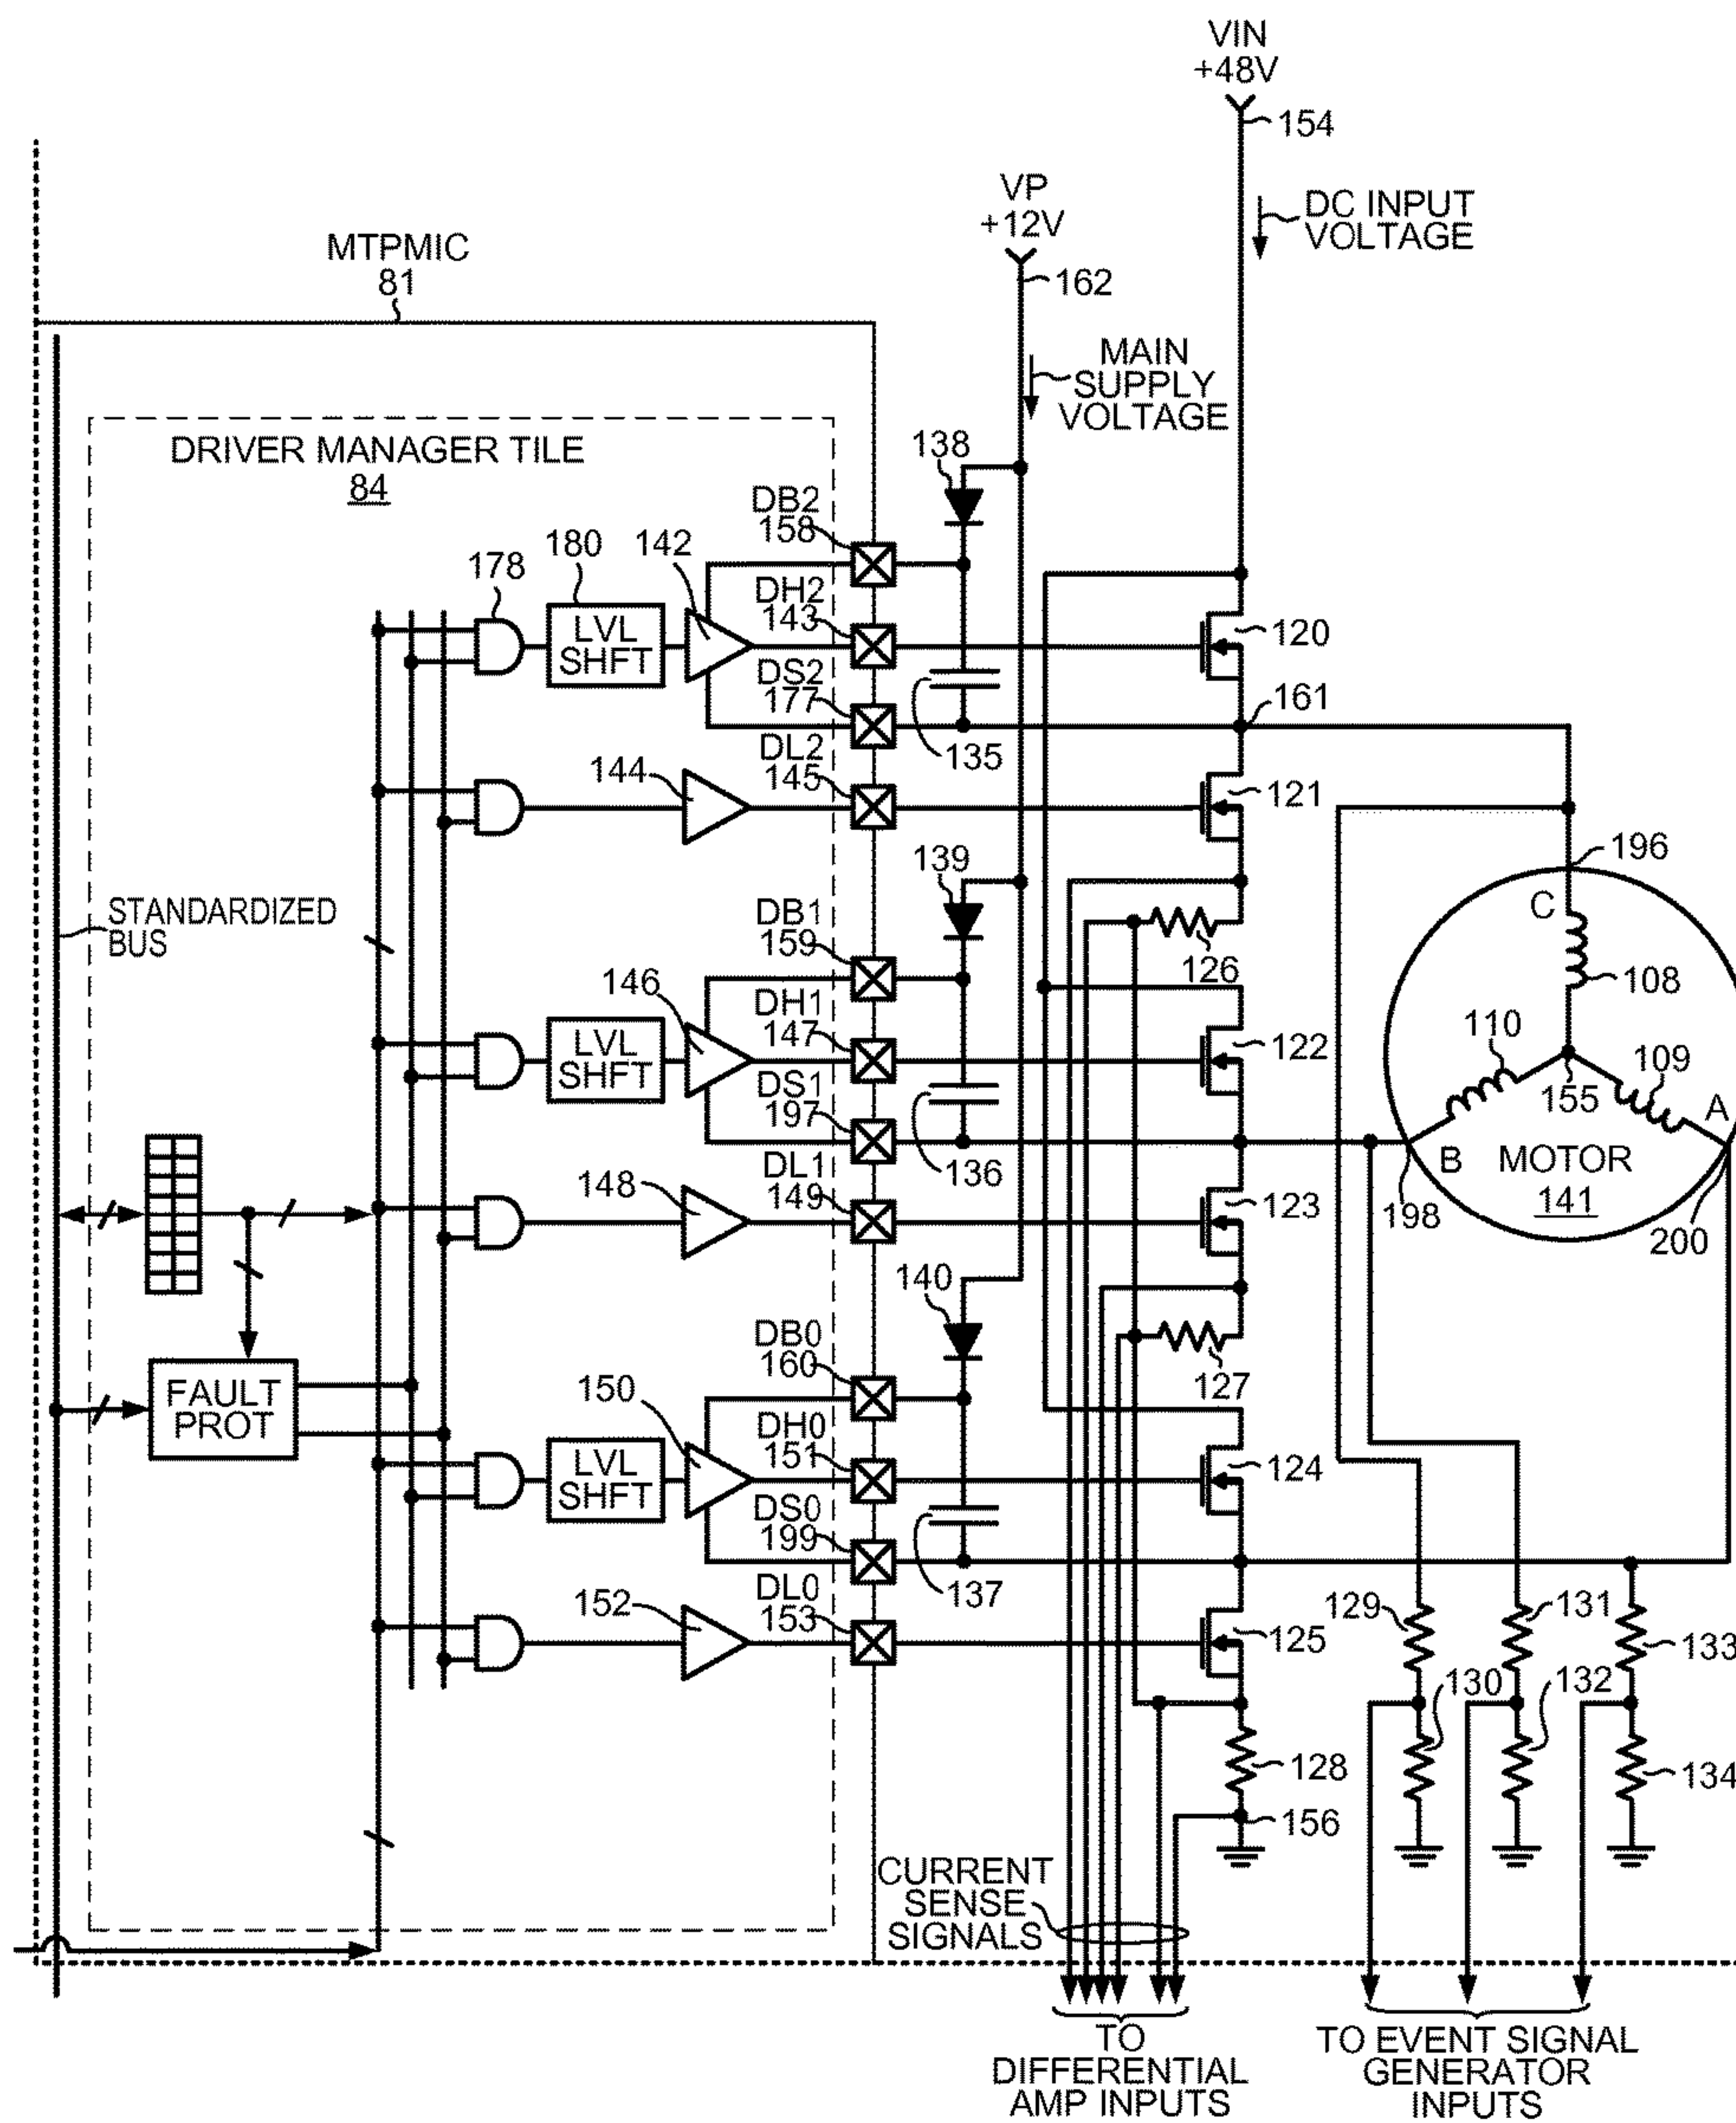 VIN
+48V
154
DC INPUT
VOLTAGE
VP
+12V
162
MAIN
SUPPLY
VOLTAGE
MTPMIC
81
DRIVER MANAGER TILE
84
STANDARDIZED
BUS
178
180
142
LVL
SHFT
DB2
158
DH2
143
DS2
177
DL2
145
144
138
135
120
161
121
139
DB1
159
126
146
LVL
SHFT
DH1
147
DS1
197
136
122
DL1
149
148
123
196
C
108
110
109
155
A
B
MOTOR
141
198
200
140
127
DB0
160
FAULT
PROT
150
LVL
SHFT
DH0
151
DS0
199
137
124
DL0
153
152
125
129
131
133
130
132
134
128
156
CURRENT
SENSE
SIGNALS
TO
DIFFERENTIAL
AMP INPUTS
TO EVENT SIGNAL
GENERATOR
INPUTS